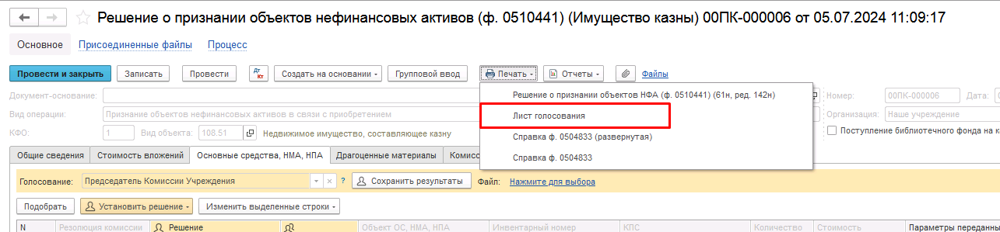 Решение о признании объектов нефинансовых активов (ф. 0510441) (Имущество казны) 00ПК-000006 от 05.07.2024 11:09:17
Основное Присоединенные файлы Процесс
Провести и закрыть Записать Провести Дт Кт Создать на основании Групповой ввод Печать Отчеты Файлы
Документ-основание: Решение о признании объектов НФА (ф. 0510441) (61н, ред. 142н) Номер: 00ПК-000006 Дата:
Вид операции: Признание объектов нефинансовых активов в связи с приобретением Лист голосования Организация: Наше учреждение
КФО: 1 Вид объекта: 108.51 Недвижимое имущество, составляющее казну Справка ф. 0504833 (развернутая) Поступление библиотечного фонда на
Справка ф. 0504833
Общие сведения Стоимость вложений Основные средства, НМА, НПА Драгоценные материалы
Голосование: Председатель Комиссии Учреждения ? Сохранить результаты Файл: Нажмите для выбора
Подобрать Установить решение Изменить выделенные строки
N Резолюция комиссии Решение Объект ОС, НМА, НПА Инвентарный номер КПС Количество Стоимость Параметры